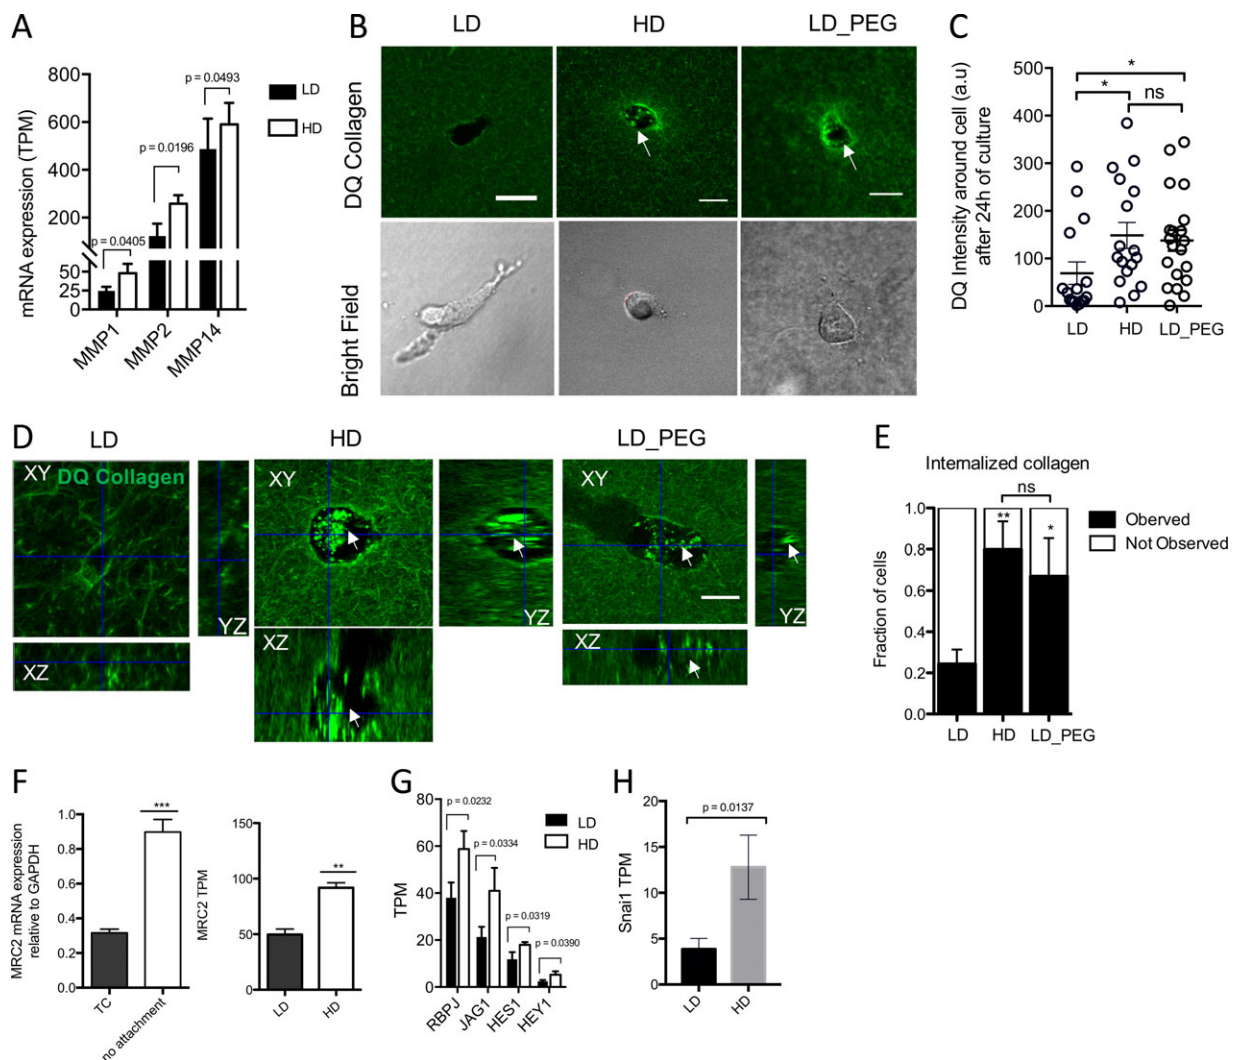 A
mRNA expression (TPM)
800
600
400
200
50
25
0
p = 0.0405
p = 0.0196
p = 0.0493
LD
HD
MMP1
MMP2
MMP14
B
LD
HD
LD_PEG
DQ Collagen
Bright Field
C
DQ Intensity around cell (a.u)
after 24h of culture
500
400
300
200
100
0
*
*
ns
LD
HD
LD_PEG
D
LD
HD
LD_PEG
XY
DQ Collagen
YZ
XZ
XY
YZ
XZ
XY
YZ
XZ
E
Internalized collagen
ns
**
*
Oberved
Not Observed
Fraction of cells
1.0
0.8
0.6
0.4
0.2
0.0
LD
HD
LD_PEG
F
MRC2 mRNA expression
relative to GAPDH
1.0
0.8
0.6
0.4
0.2
0.0
***
TC
no attachment
MRC2 TPM
150
100
50
0
**
LD
HD
G
TPM
80
60
40
20
0
p = 0.0232
p = 0.0334
p = 0.0319
p = 0.0390
LD
HD
RBPJ
JAG1
HES1
HEY1
H
Snai1 TPM
20
15
10
5
0
p = 0.0137
LD
HD